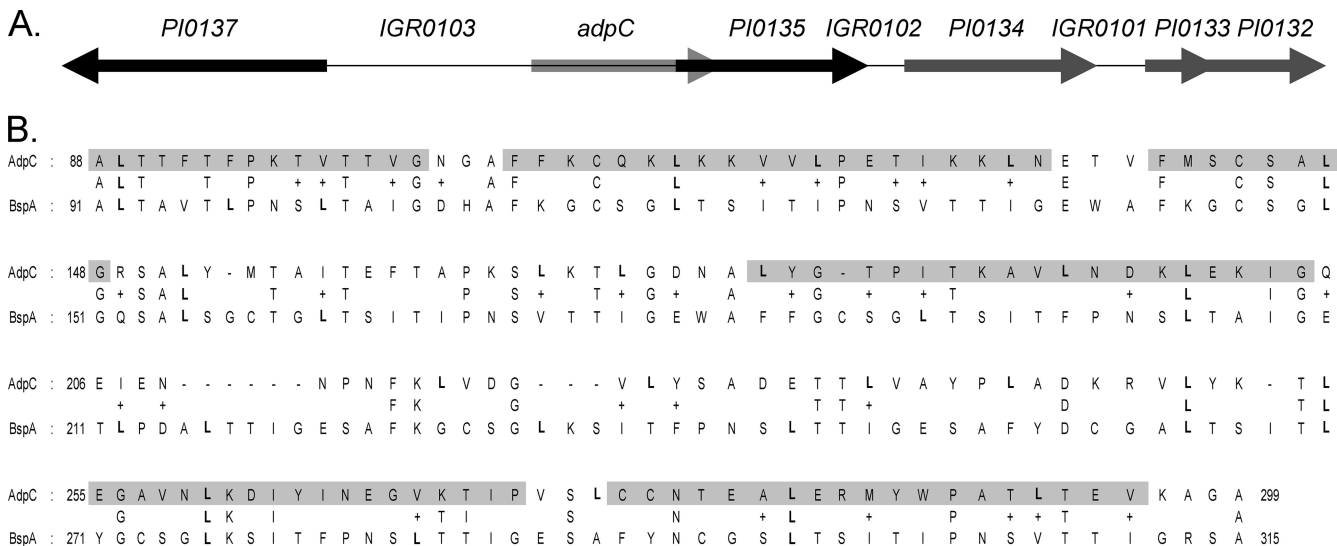 A.
PI0137 IGR0103 adpC PI0135 IGR0102 PI0134 IGR0101 PI0133 PI0132
B.
AdpC : 88 A L T T F T F P K T V T T V G N G A F F K C Q K L K K V V L P E T I K K L N E T V F M S C S A L
A L T T P + + T + G + A F C L + + P + + + E F C S L
BspA : 91 A L T A V T L P N S L T A I G D H A F K G C S G L T S I T I P N S V T T I G E W A F K G C S G L
AdpC : 148 G R S A L Y - M T A I T E F T A P K S L K T L G D N A L Y G - T P I T K A V L N D K L E K I G Q
G + S A L T + T P S + T + G + A + G + + T + L I G +
BspA : 151 G Q S A L S G C T G L T S I T I P N S V T T I G E W A F F G C S G L T S I T F P N S L T A I G E
AdpC : 206 E I E N - - - - - - N P N F K L V D G - - - V L Y S A D E T T L V A Y P L A D K R V L Y K - T L
+ + F K G + + T T + D L T L
BspA : 211 T L P D A L T T I G E S A F K G C S G L K S I T F P N S L T T I G E S A F Y D C G A L T S I T L
AdpC : 255 E G A V N L K D I Y I N E G V K T I P V S L C C N T E A L E R M Y W P A T L T E V K A G A 299
G L K I + T I S N + L + P + + T + A
BspA : 271 Y G C S G L K S I T F P N S L T T I G E S A F Y N C G S L T S I T I P N S V T T I G R S A 315